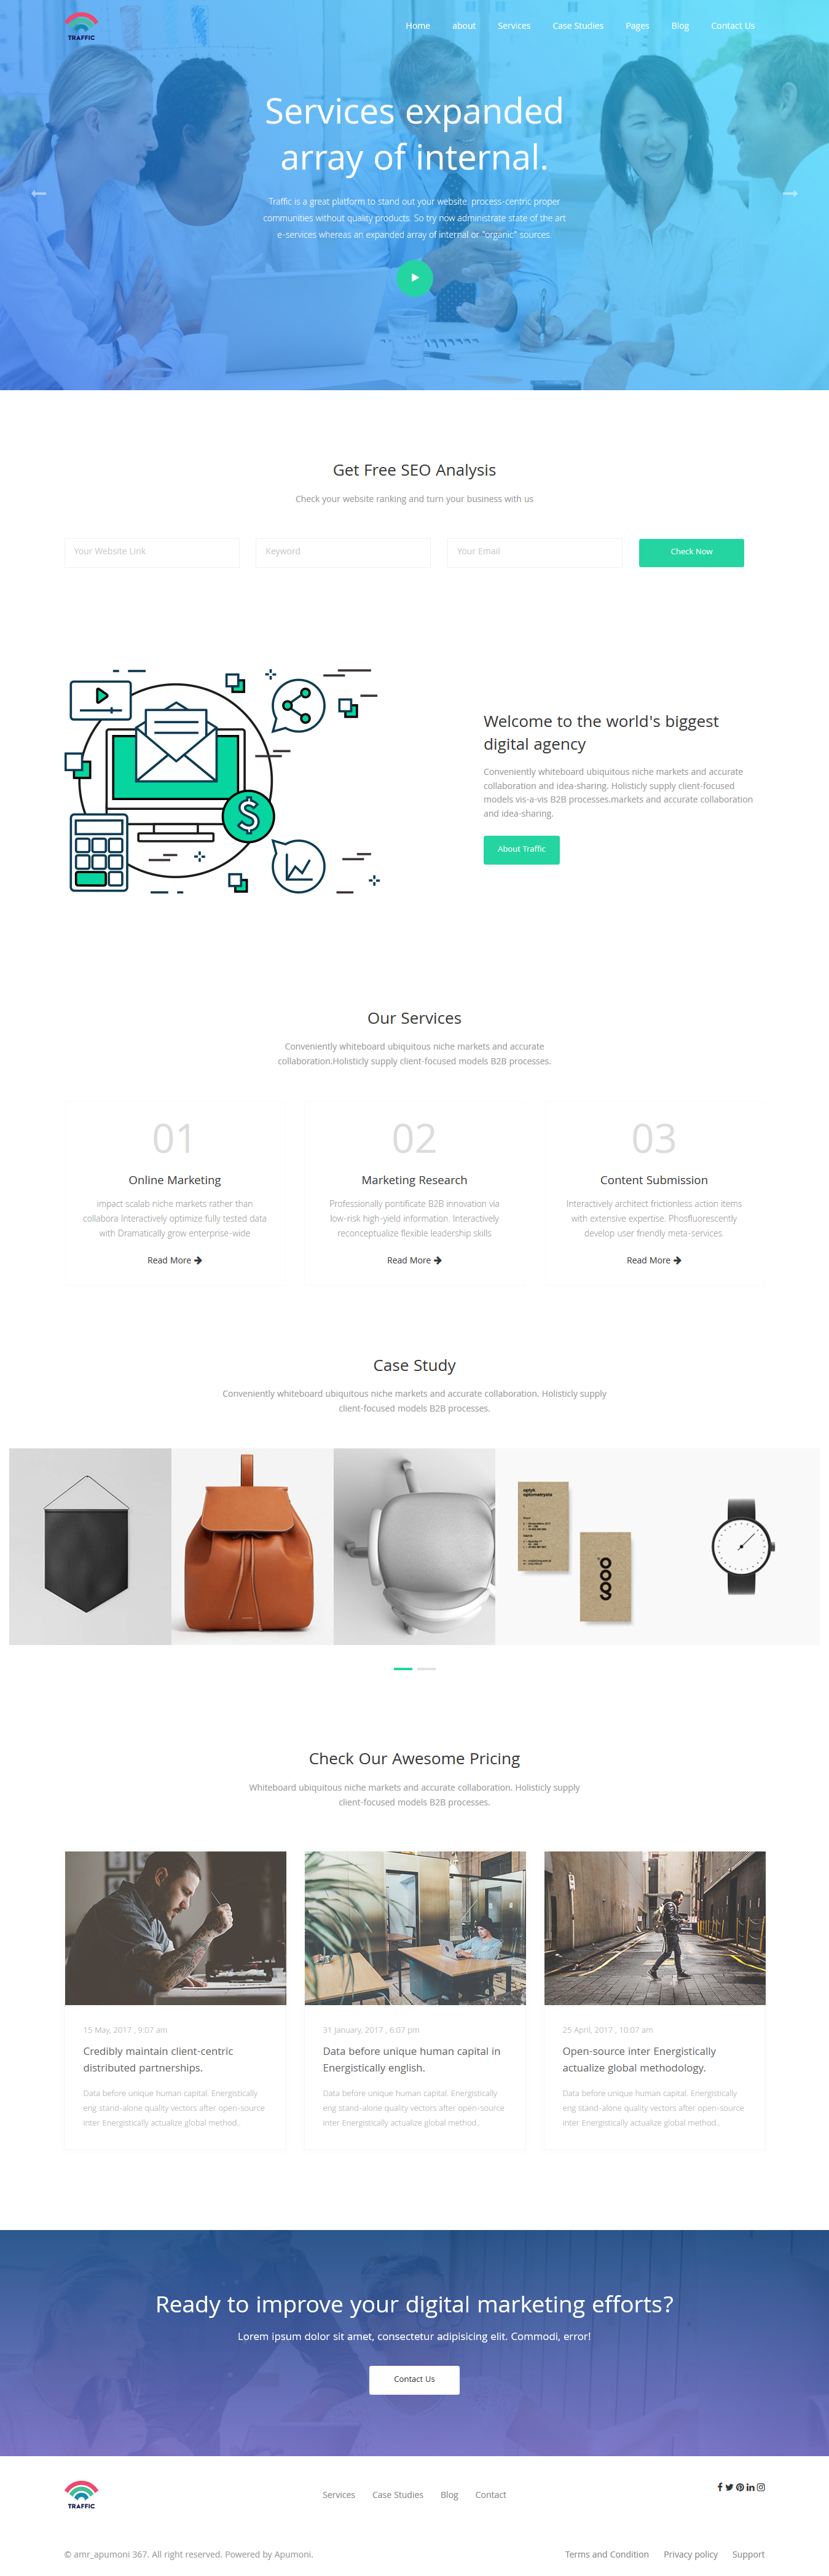 TRAFFIC
Home about Services Case Studies Pages Blog Contact Us
Services expanded
array of internal.
Traffic is a great platform to stand out your website. process-centric proper
communities without quality products. So try now administrate state of the art
e-services whereas an expanded array of internal or "organic" sources.
Get Free SEO Analysis
Check your website ranking and turn your business with us
Your Website Link Keyword Your Email Check Now
Welcome to the world's biggest
digital agency
Conveniently whiteboard ubiquitous niche markets and accurate
collaboration and idea-sharing. Holisticly supply client-focused
models vis-a-vis B2B processes.markets and accurate collaboration
and idea-sharing.
About Traffic
Our Services
Conveniently whiteboard ubiquitous niche markets and accurate
collaboration.Holisticly supply client-focused models B2B processes.
01
Online Marketing
impact scalab niche markets rather than
collabora Interactively optimize fully tested data
with Dramatically grow enterprise-wide
Read More
02
Marketing Research
Professionally pontificate B2B innovation via
low-risk high-yield information. Interactively
reconceptualize flexible leadership skills
Read More
03
Content Submission
Interactively architect frictionless action items
with extensive expertise. Phosfluorescently
develop user friendly meta-services.
Read More
Case Study
Conveniently whiteboard ubiquitous niche markets and accurate collaboration. Holisticly supply
client-focused models B2B processes.
optyk
optometrysta
Check Our Awesome Pricing
Whiteboard ubiquitous niche markets and accurate collaboration. Holisticly supply
client-focused models B2B processes.
15 May, 2017 , 9:07 am
Credibly maintain client-centric
distributed partnerships.
Data before unique human capital. Energistically
eng stand-alone quality vectors after open-source
inter Energistically actualize global method..
31 January, 2017 , 6:07 pm
Data before unique human capital in
Energistically english.
Data before unique human capital. Energistically
eng stand-alone quality vectors after open-source
inter Energistically actualize global method..
25 April, 2017 , 10:07 am
Open-source inter Energistically
actualize global methodology.
Data before unique human capital. Energistically
eng stand-alone quality vectors after open-source
inter Energistically actualize global method..
Ready to improve your digital marketing efforts?
Lorem ipsum dolor sit amet, consectetur adipisicing elit. Commodi, error!
Contact Us
TRAFFIC
Services Case Studies Blog Contact
© amr_apumoni 367. All right reserved. Powered by Apumoni.
Terms and Condition Privacy policy Support